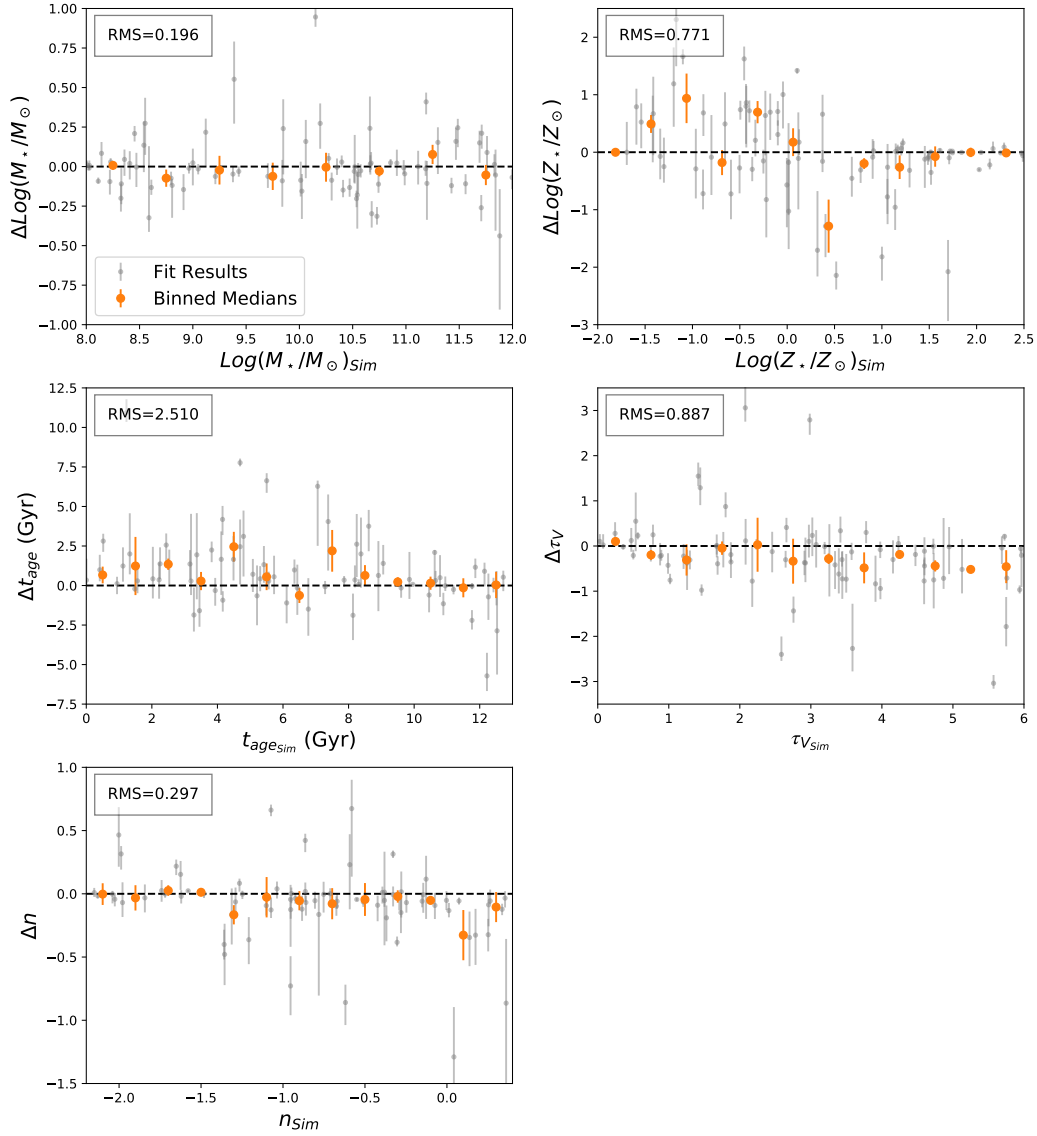 1.00
0.75
0.50
0.25
0.00
−0.25
−0.50
−0.75
−1.00
ΔLog(M⋆/M⊙)
RMS=0.196
Fit Results
Binned Medians
8.0 8.5 9.0 9.5 10.0 10.5 11.0 11.5 12.0
Log(M⋆/M⊙)Sim
2
1
0
−1
−2
−3
ΔLog(Z⋆/Z⊙)
RMS=0.771
−2.0 −1.5 −1.0 −0.5 0.0 0.5 1.0 1.5 2.0 2.5
Log(Z⋆/Z⊙)Sim
12.5
10.0
7.5
5.0
2.5
0.0
−2.5
−5.0
−7.5
Δtage (Gyr)
RMS=2.510
0 2 4 6 8 10 12
tageSim (Gyr)
3
2
1
0
−1
−2
−3
ΔτV
RMS=0.887
0 1 2 3 4 5 6
τVSim
1.0
0.5
0.0
−0.5
−1.0
−1.5
Δn
RMS=0.297
−2.0 −1.5 −1.0 −0.5 0.0
nSim